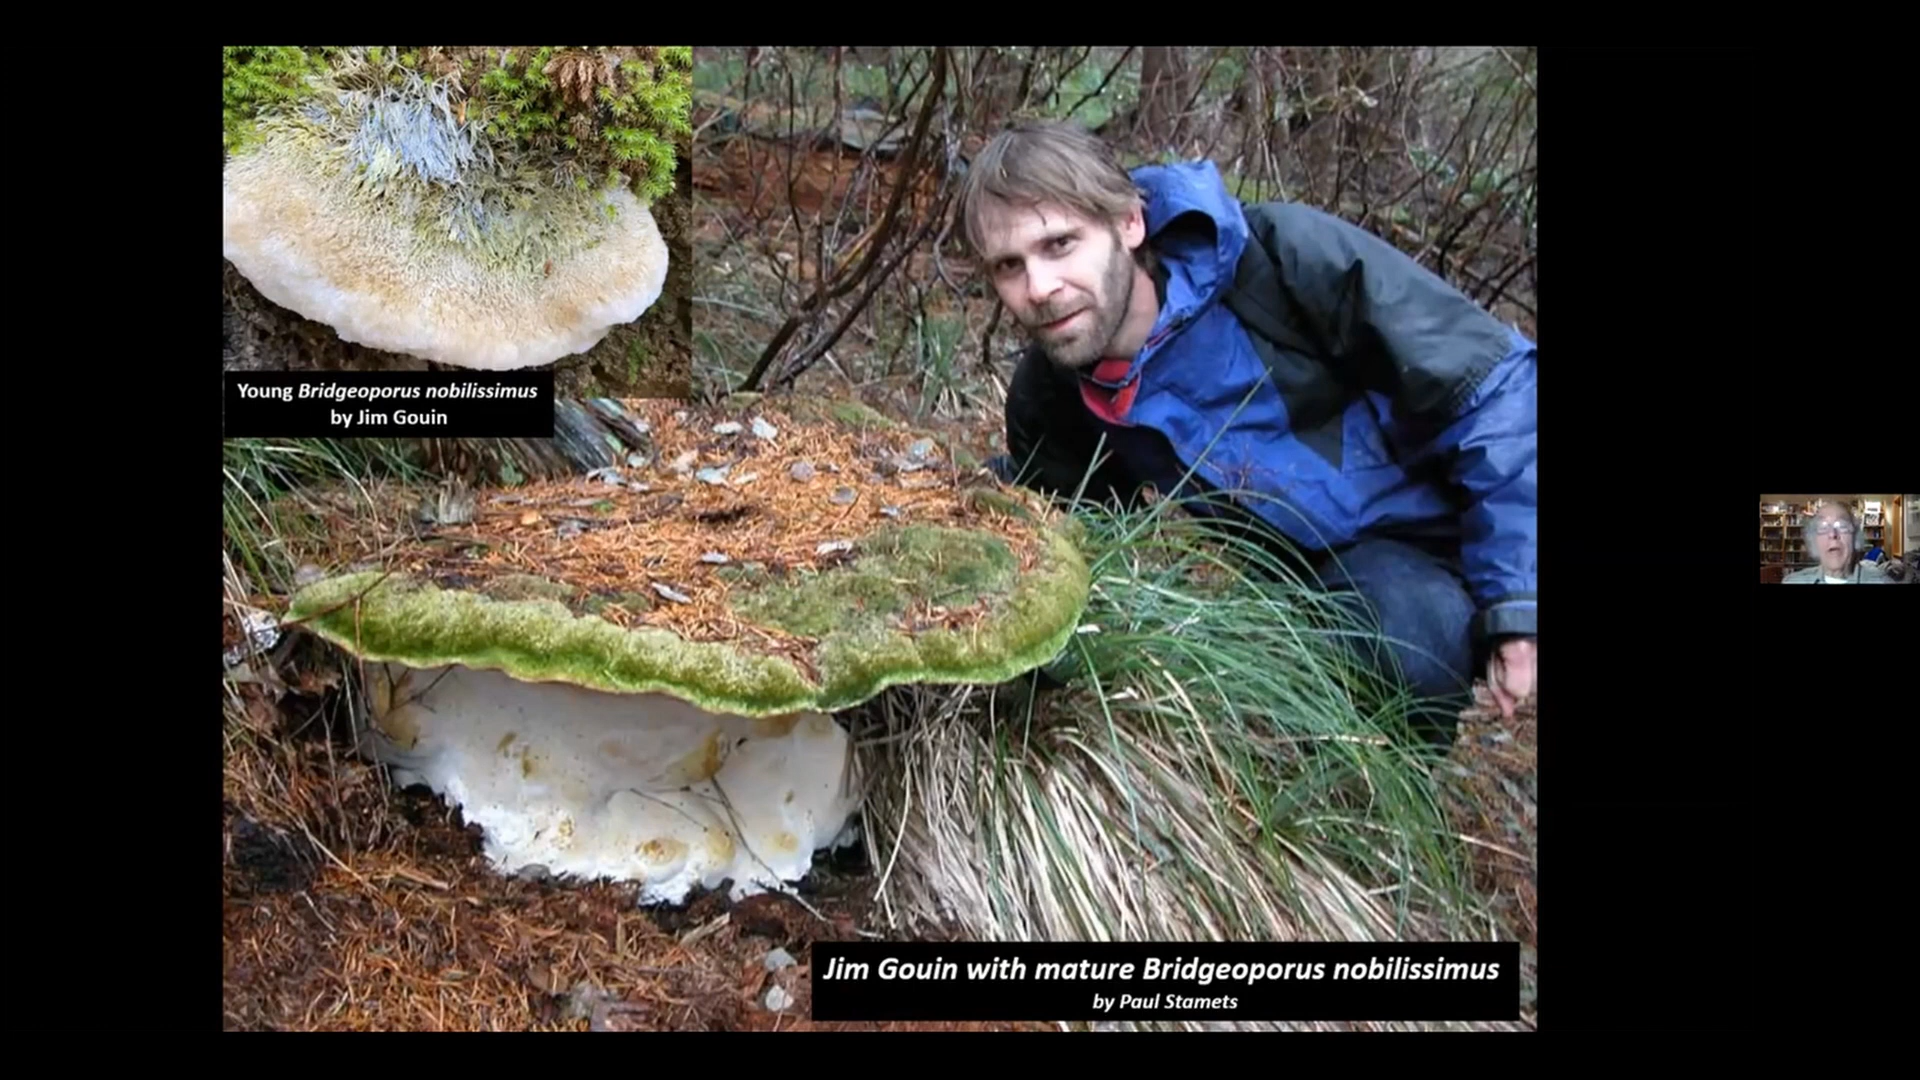 Young Bridgeoporus nobilissimus
by Jim Gouin
Jim Gouin with mature Bridgeoporus nobilissimus
by Paul Stamets